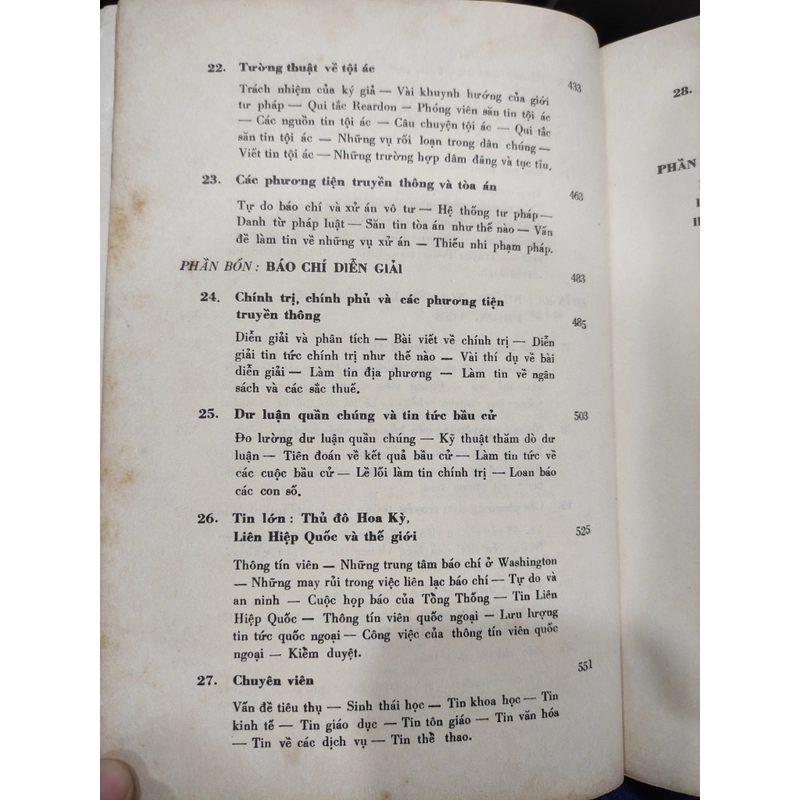 22. Tường thuật về tội ác 433
Trách nhiệm của ký giả — Vài khuynh hướng của giới
tư pháp — Qui tắc Reardon — Phóng viên săn tin tội ác
— Các nguồn tin tội ác — Câu chuyện tội ác — Qui tắc
săn tin tội ác — Những vụ rối loạn trong dân chúng —
Viết tin tội ác — Những trường hợp dâm đãng và tục tĩu.
23. Các phương tiện truyền thông và tòa án 463
Tự do báo chí và xử án vô tư — Hệ thống tư pháp —
Danh từ pháp luật — Săn tin tòa án như thế nào — Vấn
đề làm tin về những vụ xử án — Thiếu nhi phạm pháp.
PHẦN BỐN : BÁO CHÍ DIỄN GIẢI 483
24. Chính trị, chính phủ và các phương tiện
truyền thông 485
Diễn giải và phân tích — Bài viết về chính trị — Diễn
giải tin tức chính trị như thế nào — Vài thí dụ về bài
diễn giải — Làm tin địa phương — Làm tin về ngân
sách và các sắc thuế.
25. Dư luận quần chúng và tin tức bầu cử 503
Đo lường dư luận quần chúng — Kỹ thuật thăm dò dư
luận — Tiên đoán về kết quả bầu cử — Làm tin tức về
các cuộc bầu cử — Lề lối làm tin chính trị — Loan báo
các con số.
26. Tin lớn : Thủ đô Hoa Kỳ,
Liên Hiệp Quốc và thế giới 525
Thông tín viên — Những trung tâm báo chí ở Washington
— Những may rủi trong việc liên lạc báo chí — Tự do và
an ninh — Cuộc họp báo của Tổng Thống — Tin Liên
Hiệp Quốc — Thông tín viên quốc ngoại — Lưu lượng
tin tức quốc ngoại — Công việc của thông tín viên quốc
ngoại — Kiểm duyệt.
27. Chuyên viên 551
Vấn đề tiêu thụ — Sinh thái học — Tin khoa học — Tin
kinh tế — Tin giáo dục — Tin tôn giáo — Tin văn hóa
— Tin về các dịch vụ — Tin thể thao.
28.
PHẦN